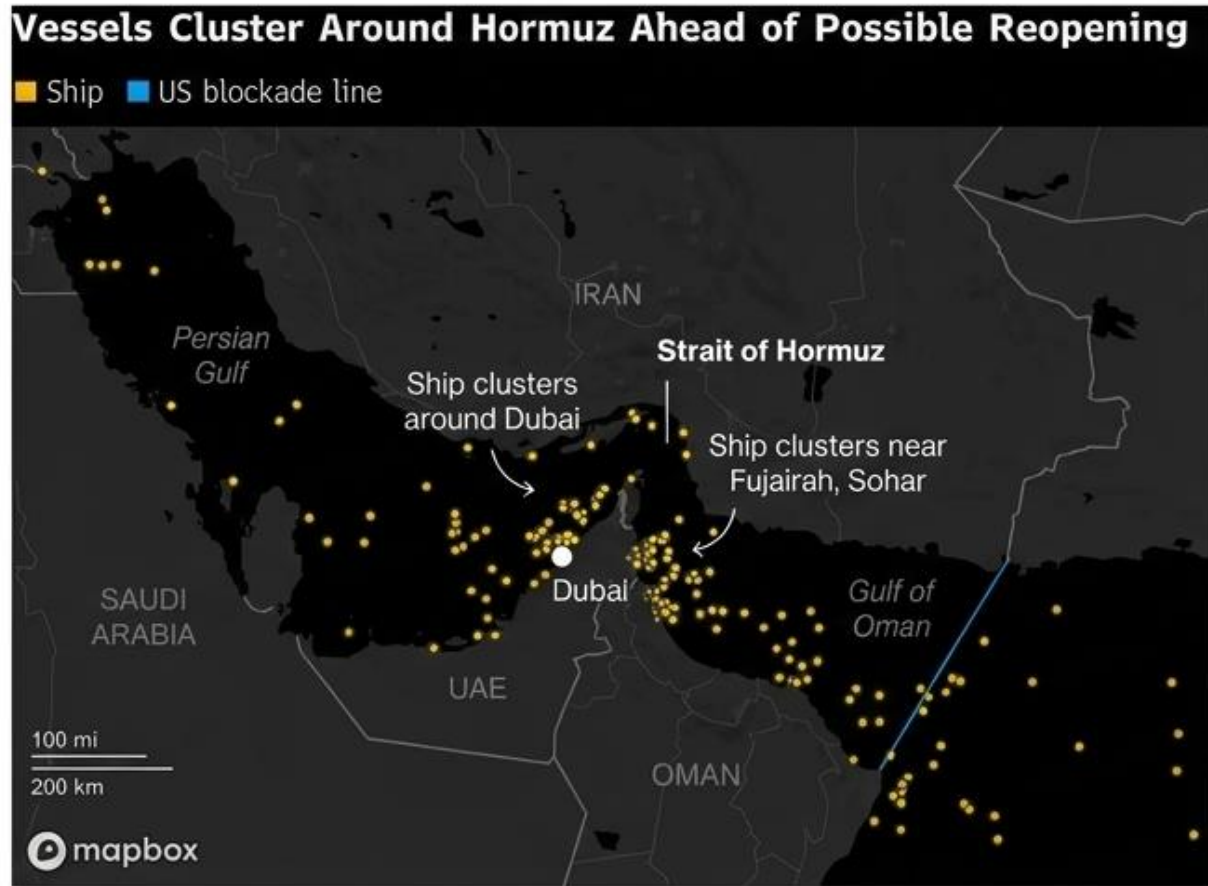 Vessels Cluster Around Hormuz Ahead of Possible Reopening
Ship
US blockade line
IRAN
Persian
Gulf
Strait of Hormuz
Ship clusters
around Dubai
Ship clusters near
Fujairah, Sohar
Dubai
Gulf of
Oman
SAUDI
ARABIA
UAE
OMAN
100 mi
200 km
mapbox